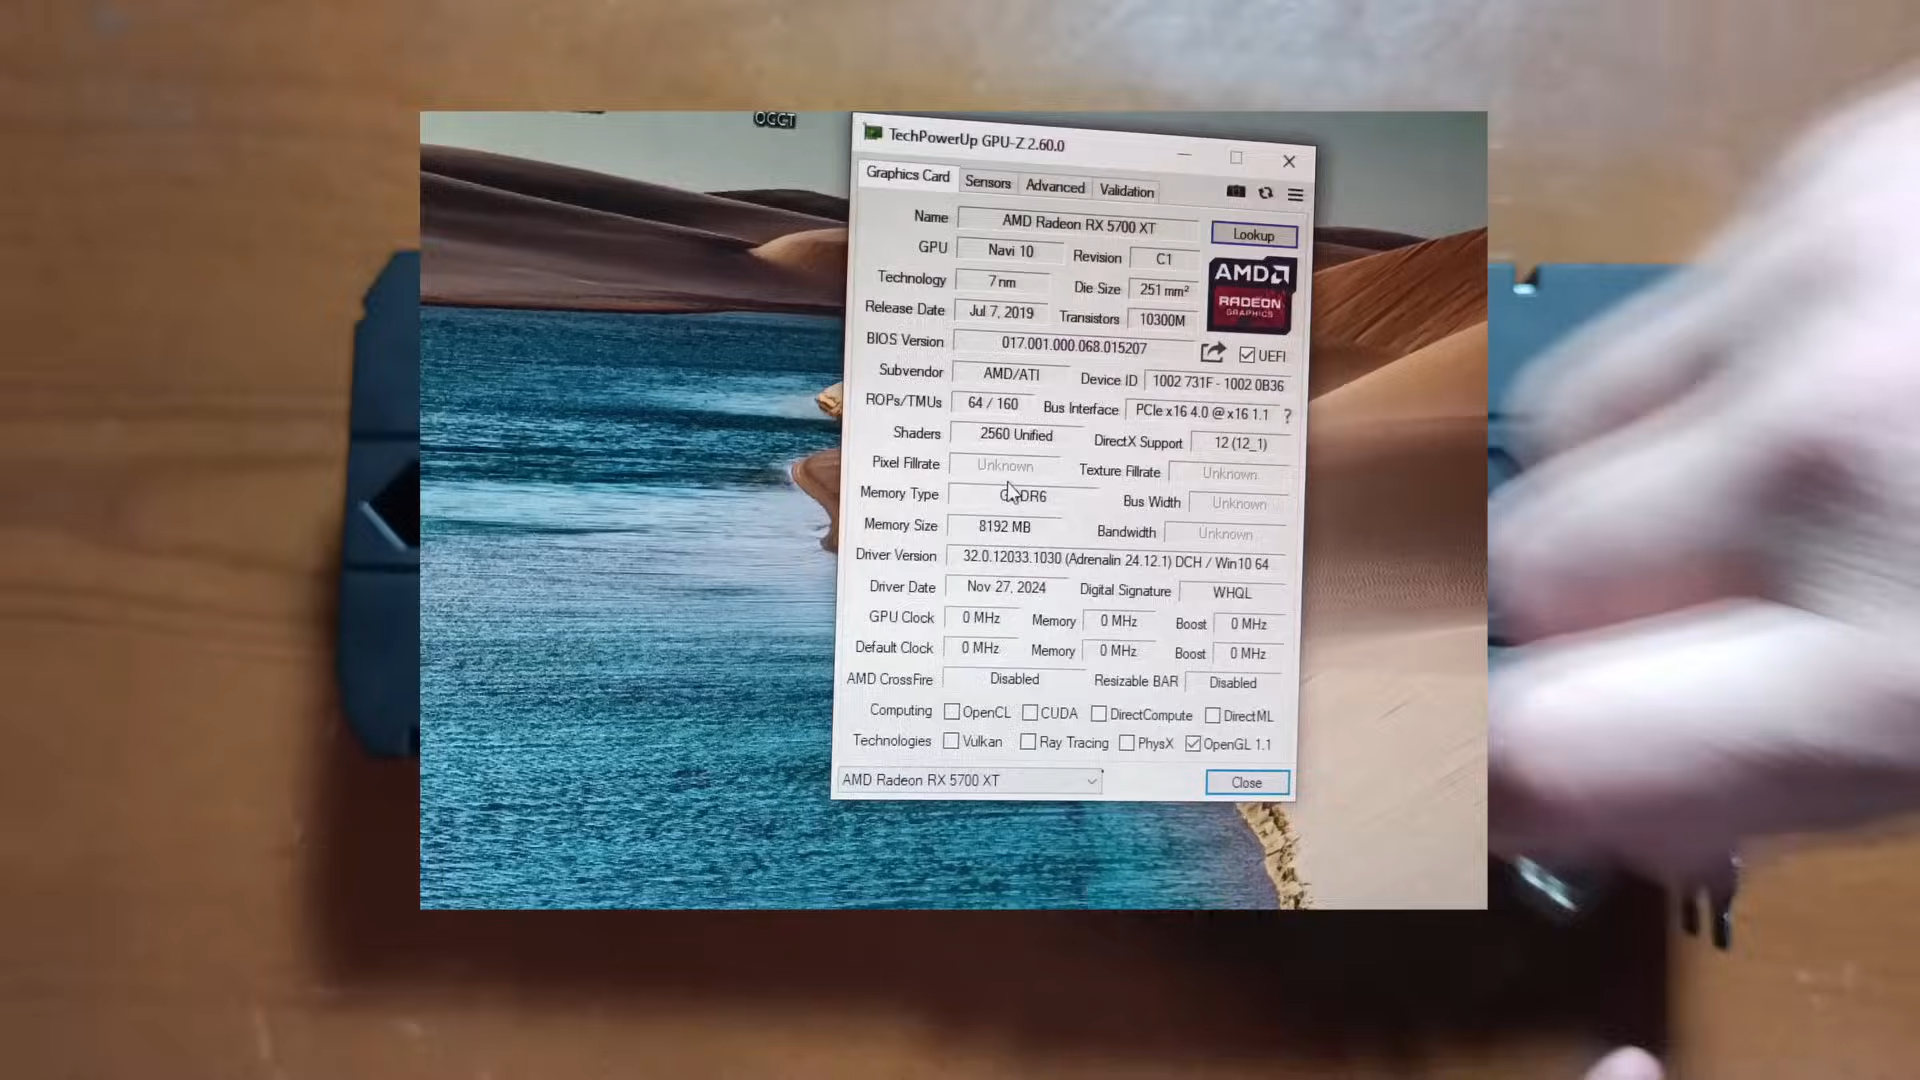 OCCT
TechPowerUp GPU-Z 2.60.0
Graphics Card Sensors Advanced Validation
Name AMD Radeon RX 5700 XT Lookup
GPU Navi 10 Revision C1
AMD
RADEON
GRAPHICS
Technology 7 nm Die Size 251 mm²
Release Date Jul 7, 2019 Transistors 10300M
BIOS Version 017.001.000.068.015207 UEFI
Subvendor AMD/ATI Device ID 1002 731F - 1002 0B36
ROPs/TMUs 64 / 160 Bus Interface PCIe x16 4.0 @ x16 1.1 ?
Shaders 2560 Unified DirectX Support 12 (12_1)
Pixel Fillrate Unknown Texture Fillrate Unknown
Memory Type GDDR6 Bus Width Unknown
Memory Size 8192 MB Bandwidth Unknown
Driver Version 32.0.12033.1030 (Adrenalin 24.12.1) DCH / Win10 64
Driver Date Nov 27, 2024 Digital Signature WHQL
GPU Clock 0 MHz Memory 0 MHz Boost 0 MHz
Default Clock 0 MHz Memory 0 MHz Boost 0 MHz
AMD CrossFire Disabled Resizable BAR Disabled
Computing OpenCL CUDA DirectCompute DirectML
Technologies Vulkan Ray Tracing PhysX OpenGL 1.1
AMD Radeon RX 5700 XT Close